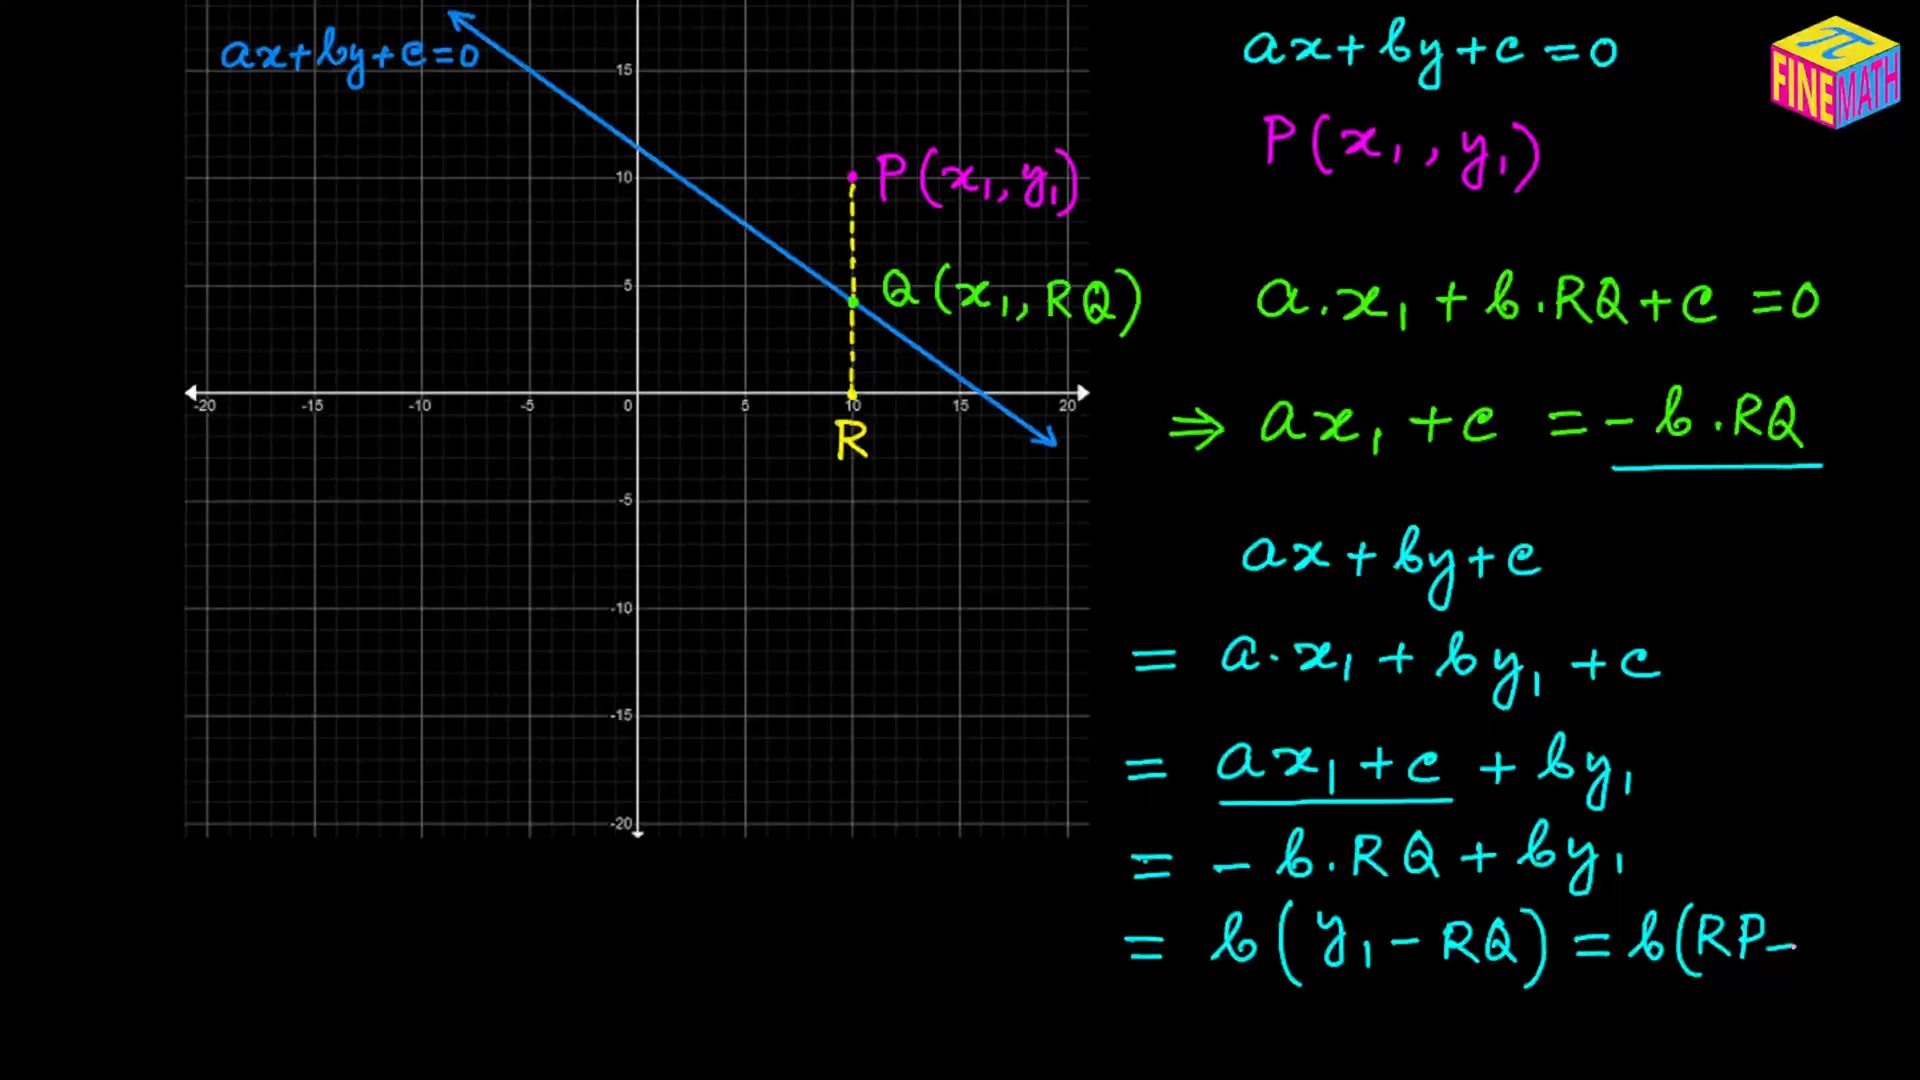 ax+by+c=0
15
10
5
-20 -15 -10 -5 0 5 10 15 20
-5
-10
-15
-20
P(x₁, y₁)
Q(x₁, RQ)
R
ax+by+c=0
P(x₁, y₁)
a.x₁ + b.RQ+c =0
⇒ ax₁ +c = -b.RQ
ax+by+c
= a.x₁ + by₁ +c
= ax₁+c + by₁
= -b.RQ + by₁
= b(y₁-RQ) = b(RP-
π
FINE MATH